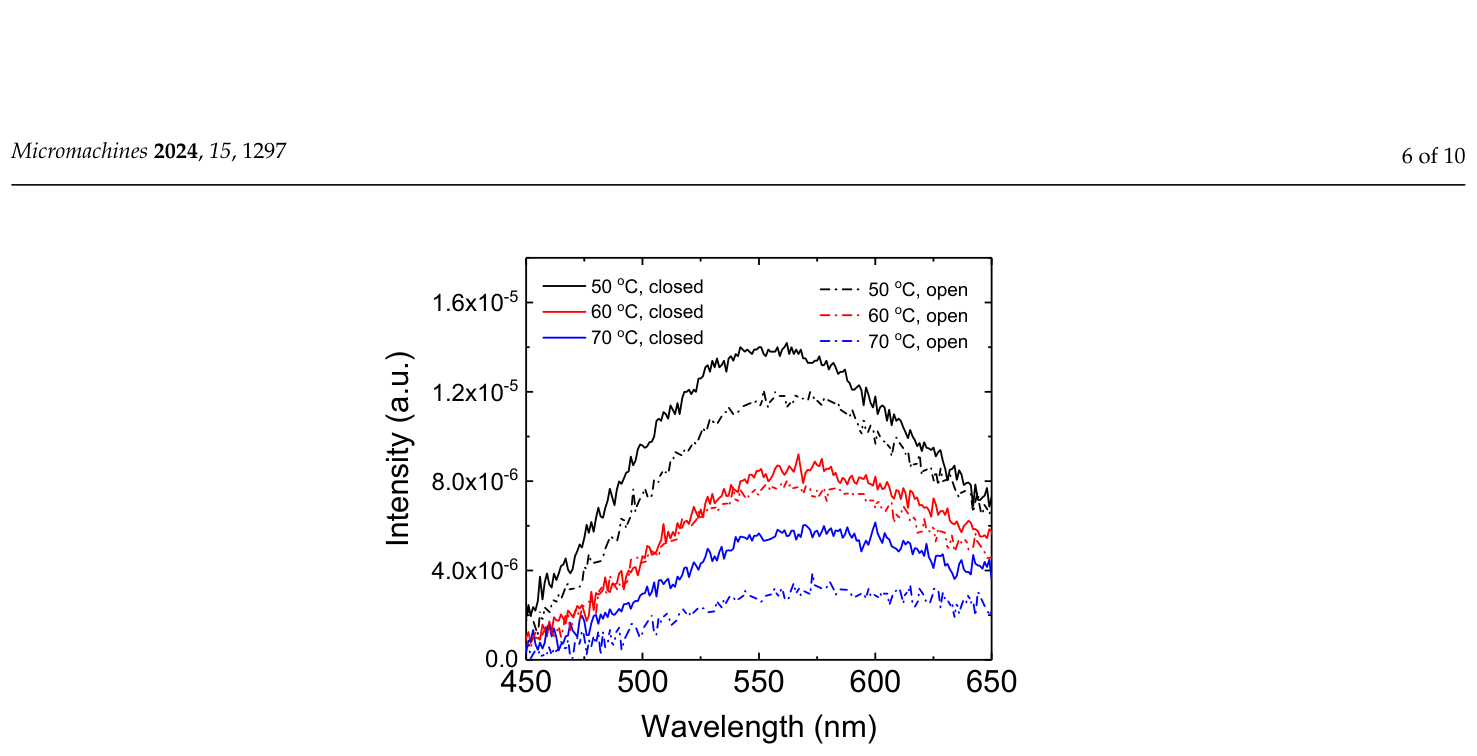 Micromachines 2024, 15, 1297
6 of 10
50 °C, closed
60 °C, closed
70 °C, closed
50 °C, open
60 °C, open
70 °C, open
1.6x10⁻⁵
1.2x10⁻⁵
8.0x10⁻⁶
4.0x10⁻⁶
0.0
Intensity (a.u.)
450 500 550 600 650
Wavelength (nm)